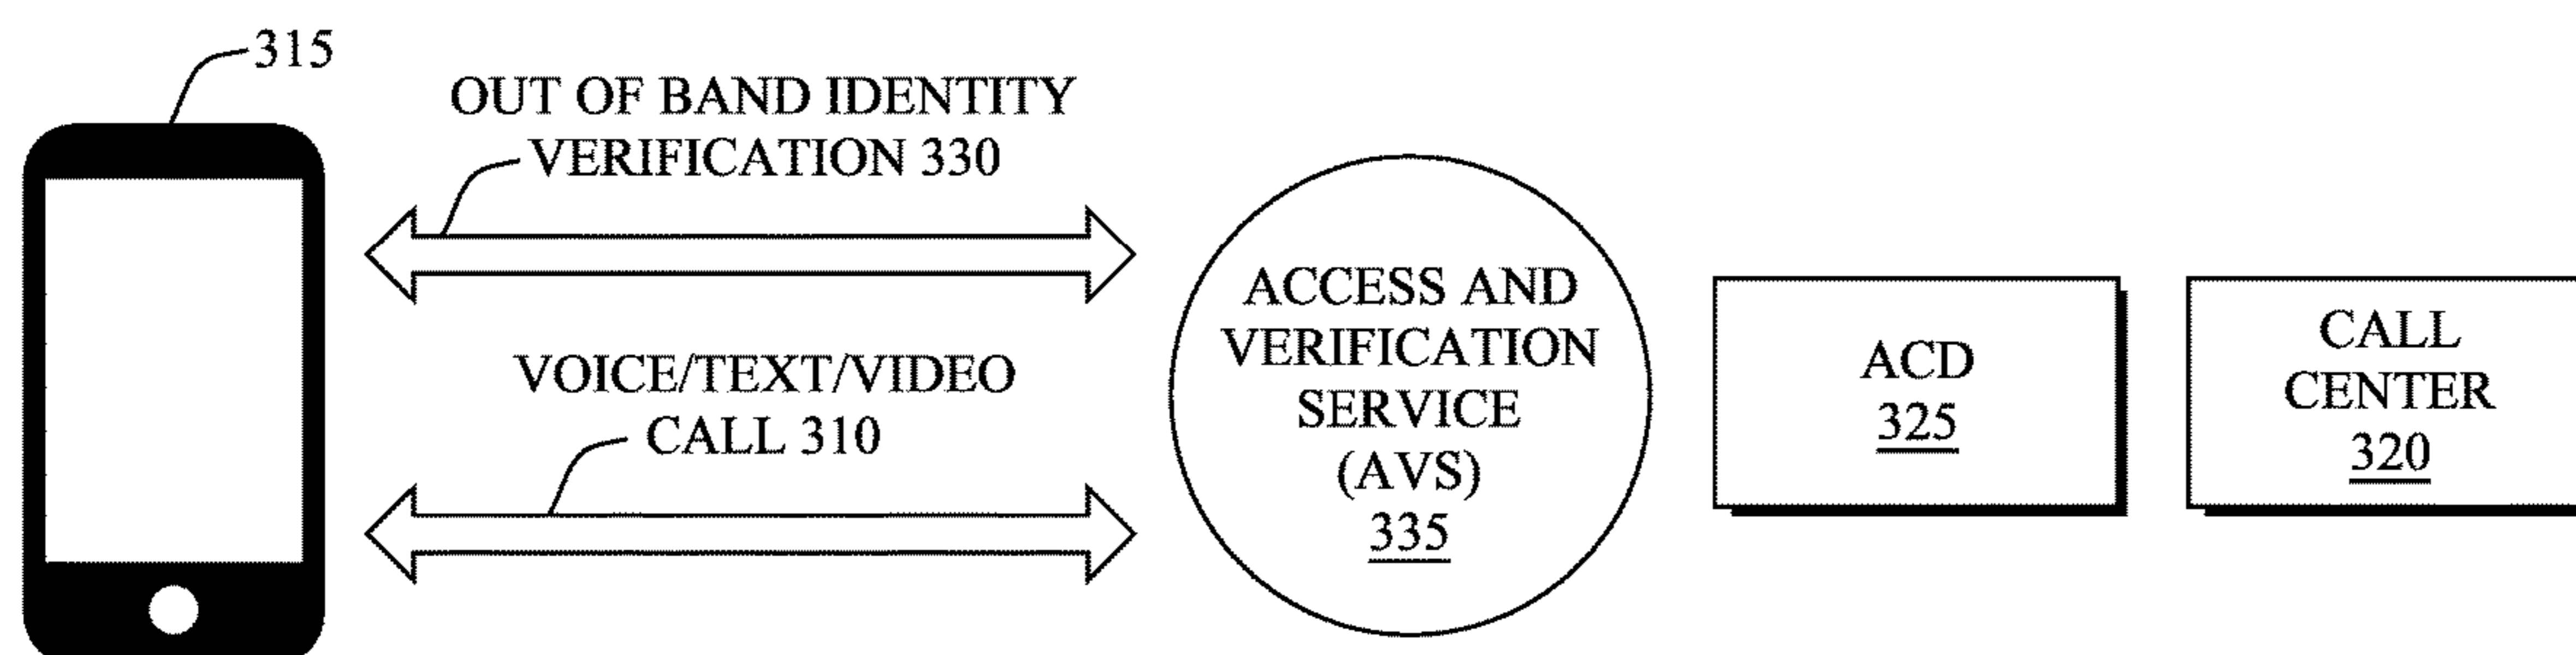 315
OUT OF BAND IDENTITY
VERIFICATION 330
VOICE/TEXT/VIDEO
CALL 310
ACCESS AND
VERIFICATION
SERVICE
(AVS)
335
ACD
325
CALL
CENTER
320